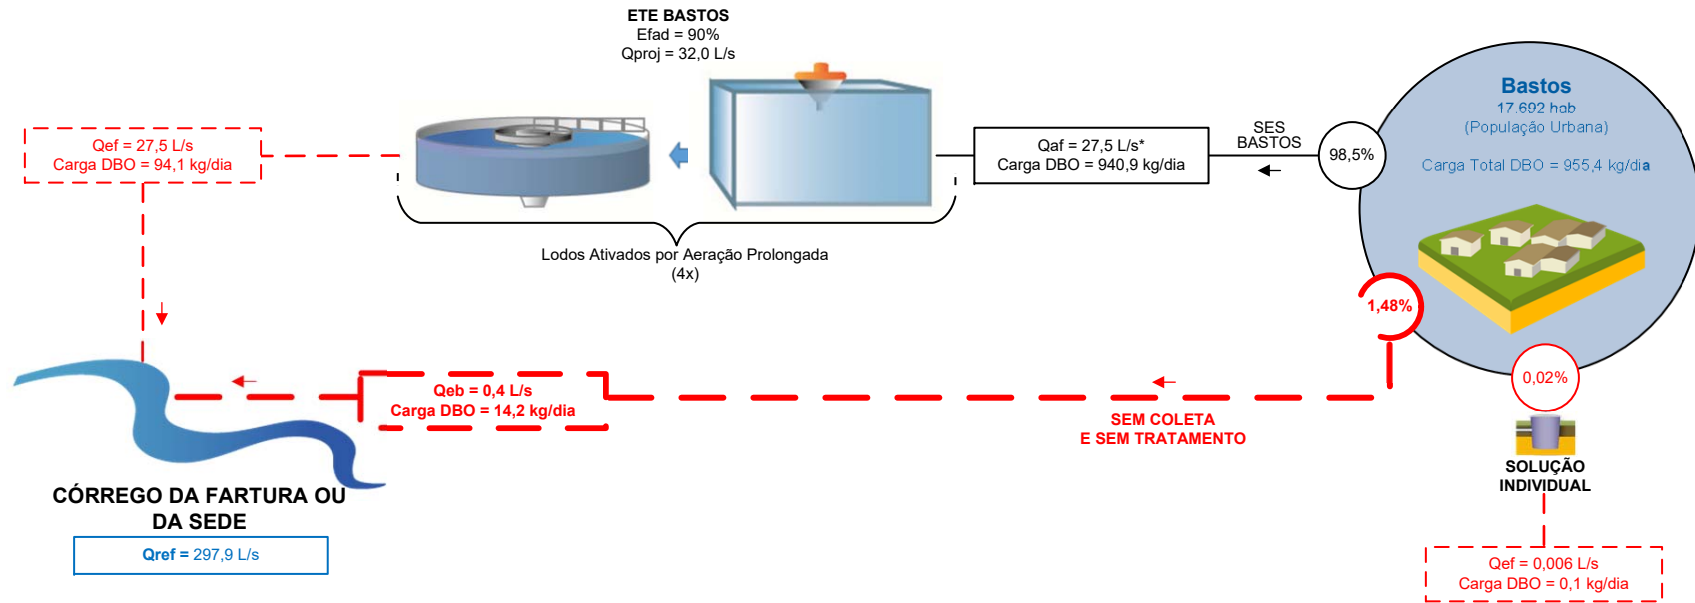 ETE BASTOS
Efad = 90%
Qproj = 32,0 L/s
Bastos
17.692 hab
(População Urbana)
Carga Total DBO = 955,4 kg/dia
98,5%
SES
BASTOS
Qaf = 27,5 L/s*
Carga DBO = 940,9 kg/dia
Qef = 27,5 L/s
Carga DBO = 94,1 kg/dia
Lodos Ativados por Aeração Prolongada
(4x)
1,48%
0,02%
Qeb = 0,4 L/s
Carga DBO = 14,2 kg/dia
SEM COLETA
E SEM TRATAMENTO
SOLUÇÃO
INDIVIDUAL
CÓRREGO DA FARTURA OU
DA SEDE
Qref = 297,9 L/s
Qef = 0,006 L/s
Carga DBO = 0,1 kg/dia